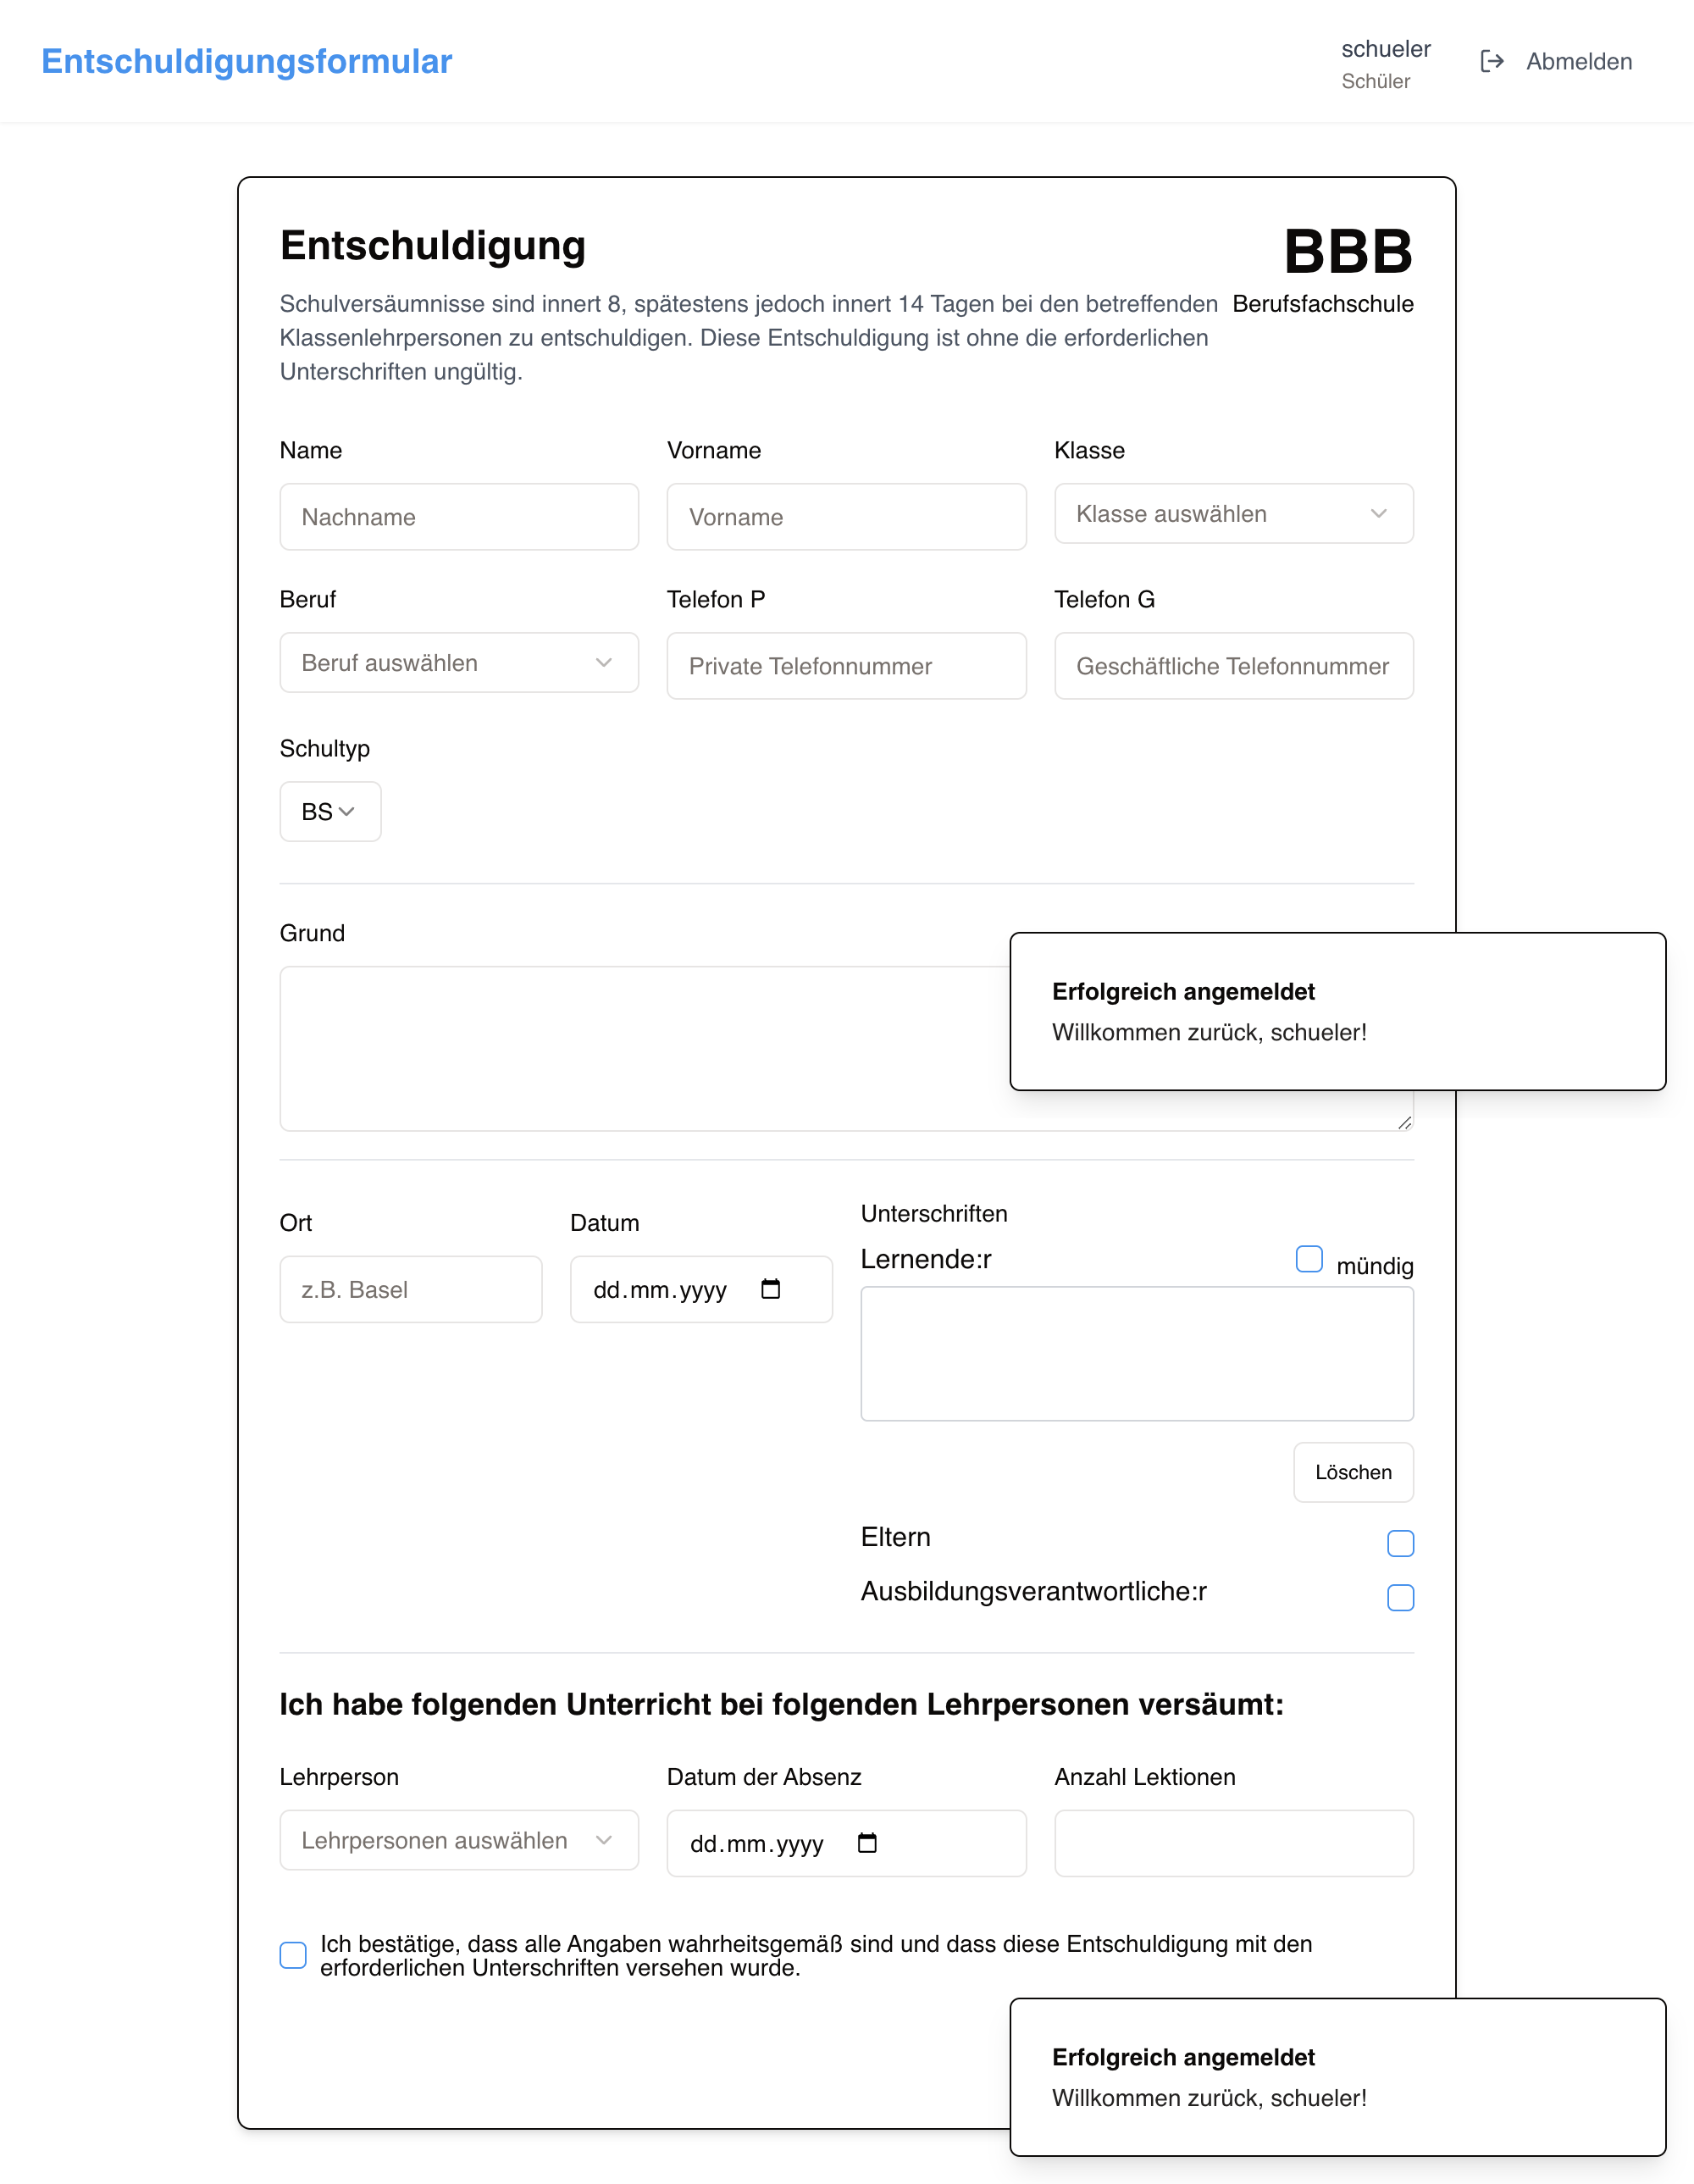 Entschuldigungsformular
schueler
Schüler
Abmelden
Entschuldigung
BBB
Berufsfachschule
Schulversäumnisse sind innert 8, spätestens jedoch innert 14 Tagen bei den betreffenden
Klassenlehrpersonen zu entschuldigen. Diese Entschuldigung ist ohne die erforderlichen
Unterschriften ungültig.
Name
Vorname
Klasse
Nachname
Vorname
Klasse auswählen
Beruf
Telefon P
Telefon G
Beruf auswählen
Private Telefonnummer
Geschäftliche Telefonnummer
Schultyp
BS
Grund
Erfolgreich angemeldet
Willkommen zurück, schueler!
Ort
Datum
Unterschriften
z.B. Basel
dd.mm.yyyy
Lernende:r
mündig
Löschen
Eltern
Ausbildungsverantwortliche:r
Ich habe folgenden Unterricht bei folgenden Lehrpersonen versäumt:
Lehrperson
Datum der Absenz
Anzahl Lektionen
Lehrpersonen auswählen
dd.mm.yyyy
Ich bestätige, dass alle Angaben wahrheitsgemäß sind und dass diese Entschuldigung mit den
erforderlichen Unterschriften versehen wurde.
Erfolgreich angemeldet
Willkommen zurück, schueler!